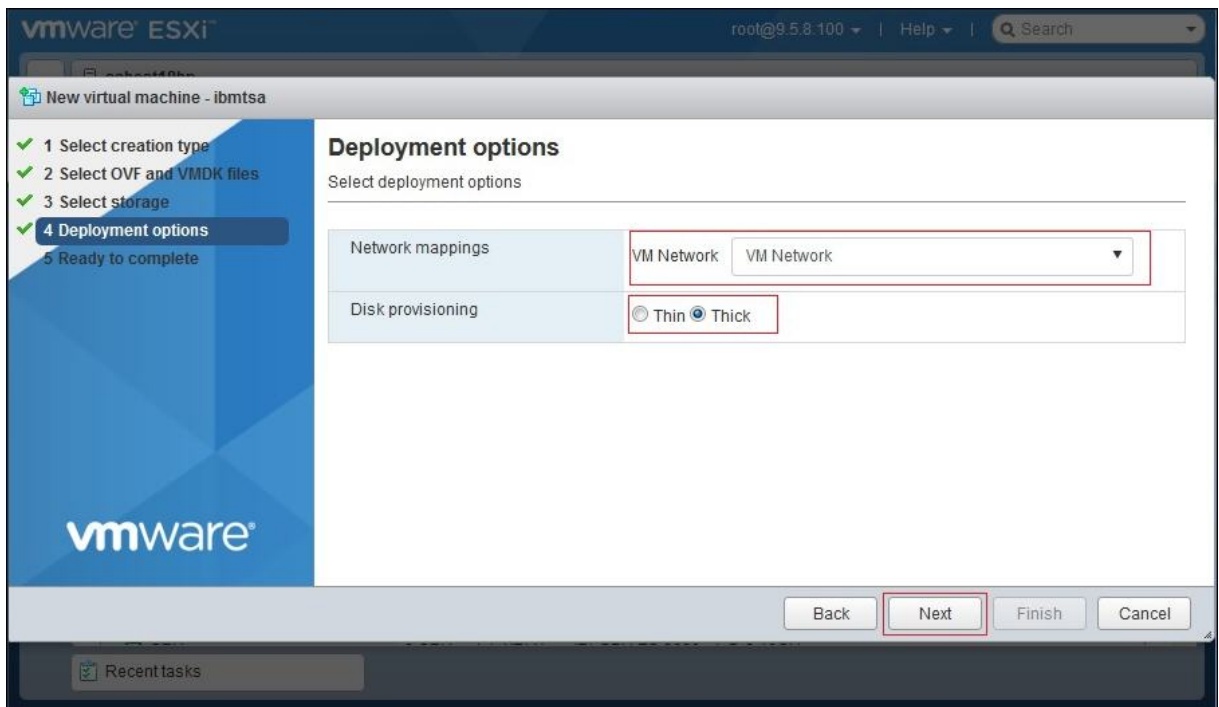 vmware ESXi™
root@9.5.8.100 | Help | Search
New virtual machine - ibmtsa
1 Select creation type
2 Select OVF and VMDK files
3 Select storage
4 Deployment options
5 Ready to complete
vmware®
Deployment options
Select deployment options
Network mappings
VM Network VM Network
Disk provisioning
Thin Thick
Back Next Finish Cancel
Recent tasks